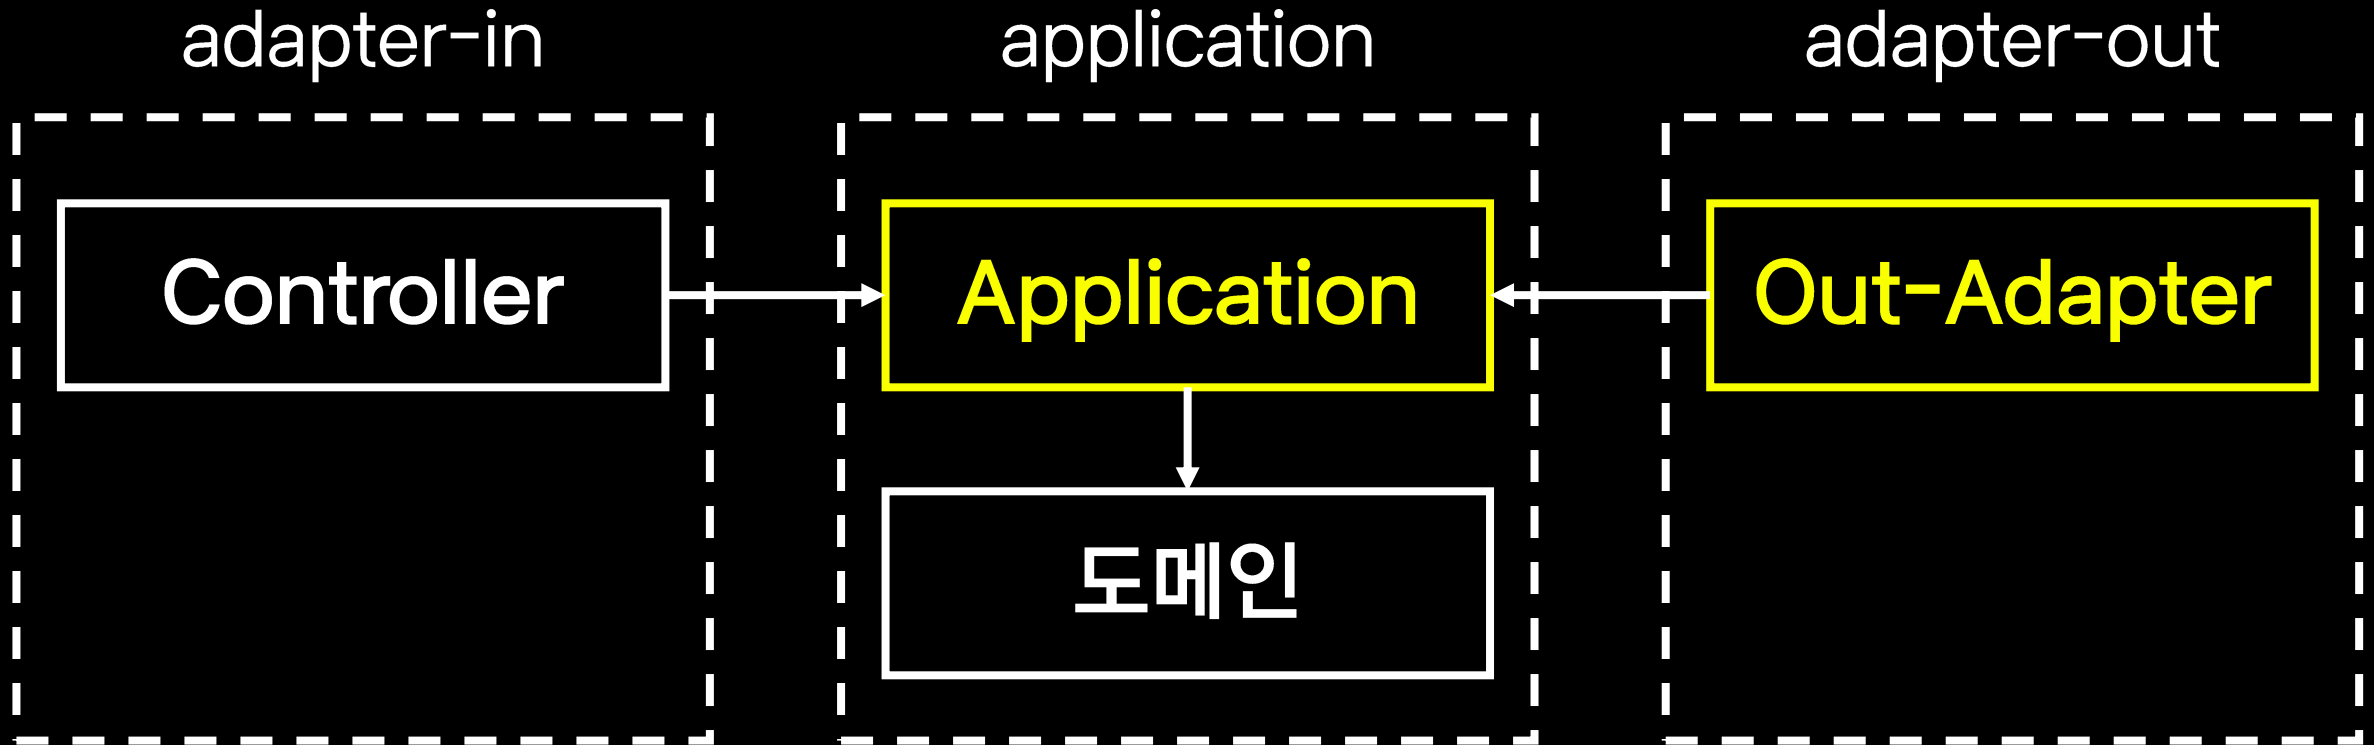 adapter-in
application
adapter-out
Controller
Application
Out-Adapter
도메인